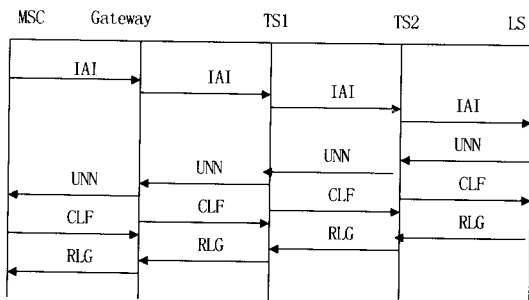 MSC Gateway TS1 TS2 LS
IAI
IAI
IAI
IAI
UNN
UNN
UNN
UNN
CLF
CLF
CLF
CLF
RLG
RLG
RLG
RLG